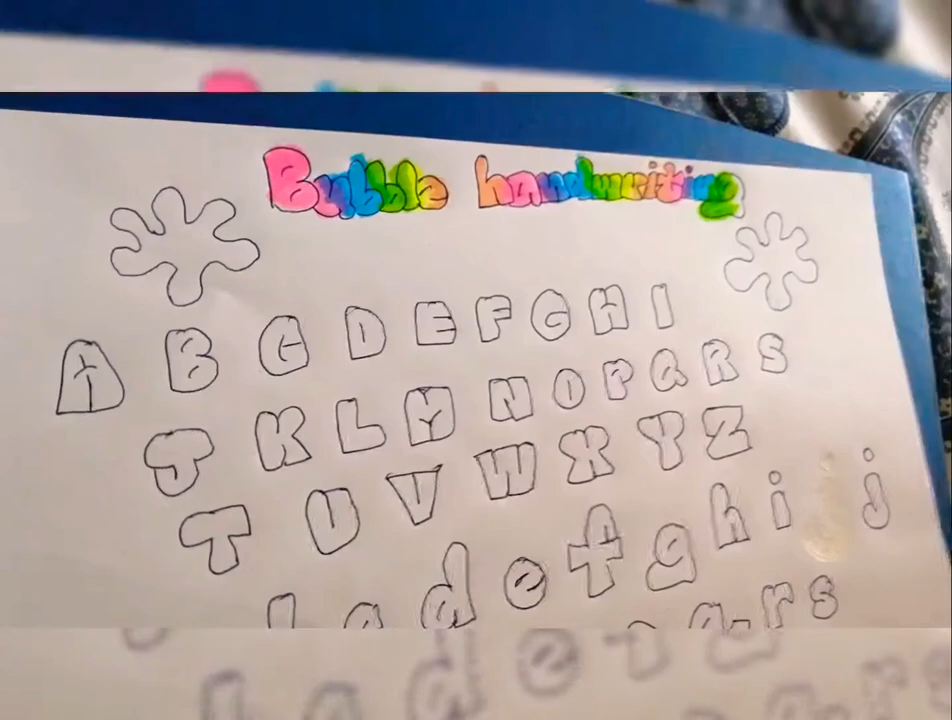 Bubble handwriting
A B C D E F G H I
J K L M N O P Q R S
T U V W X Y Z
d e f g h i j
q r s